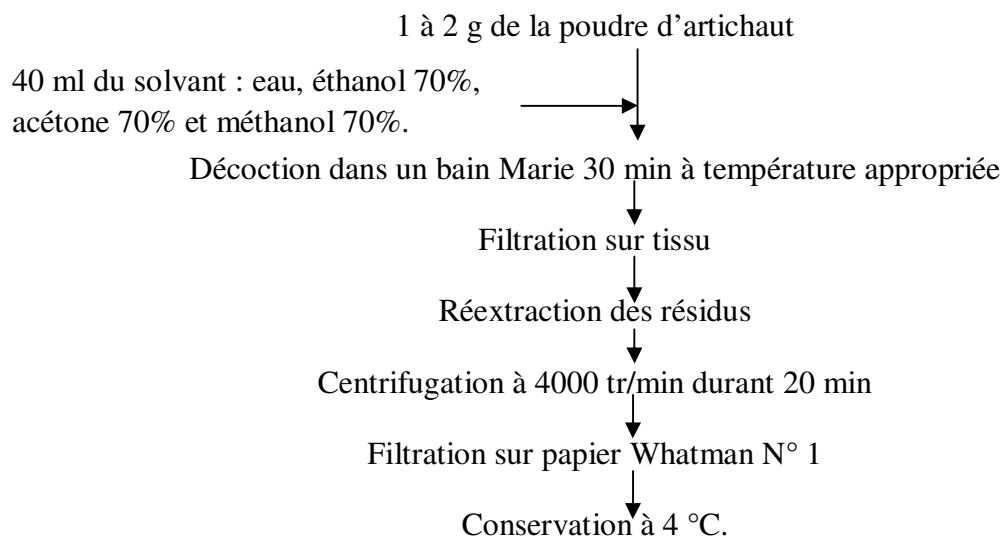 1 à 2 g de la poudre d'artichaut
40 ml du solvant : eau, éthanol 70%,
acétone 70% et méthanol 70%.
Décoction dans un bain Marie 30 min à température appropriée
Filtration sur tissu
Réextraction des résidus
Centrifugation à 4000 tr/min durant 20 min
Filtration sur papier Whatman N° 1
Conservation à 4 °C.